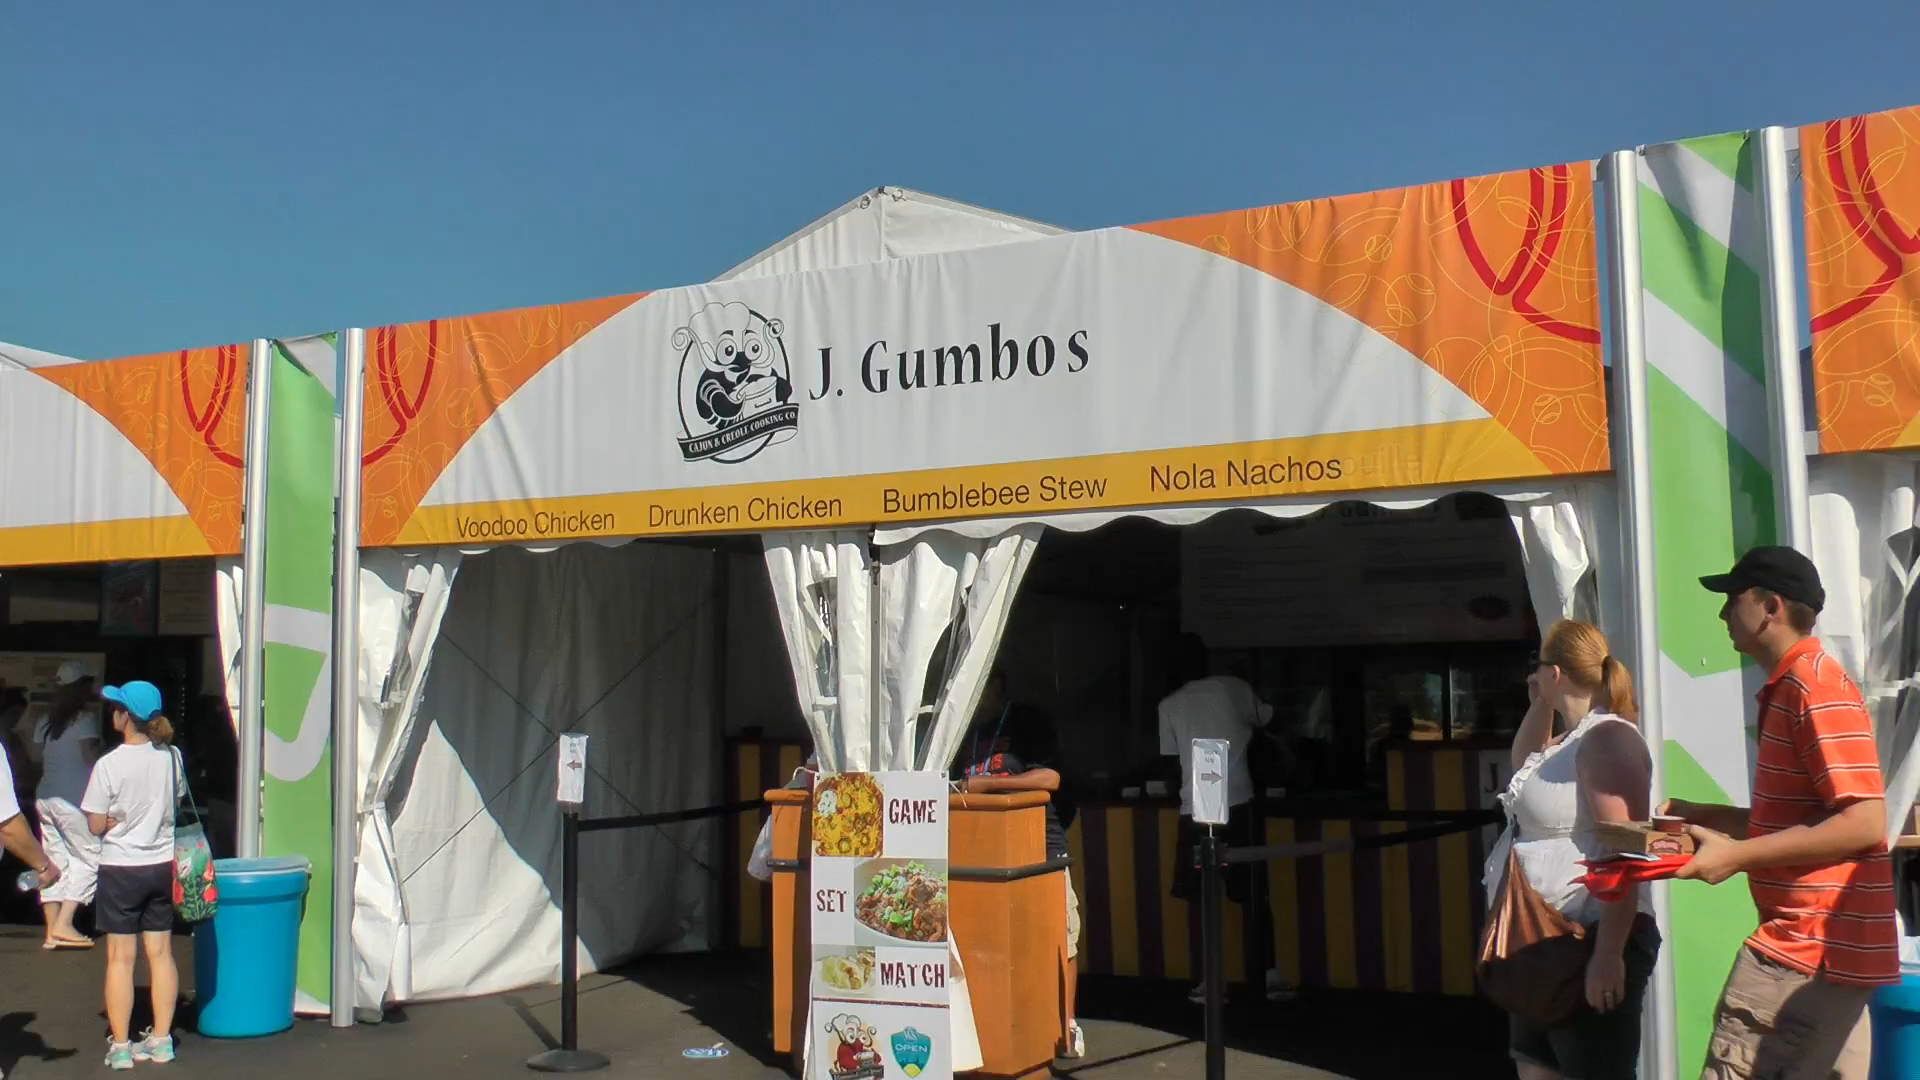 J. Gumbos
CAJUN & CREOLE COOKING CO.
Voodoo Chicken Drunken Chicken Bumblebee Stew Nola Nachos
GAME
SET
MATCH
OPEN